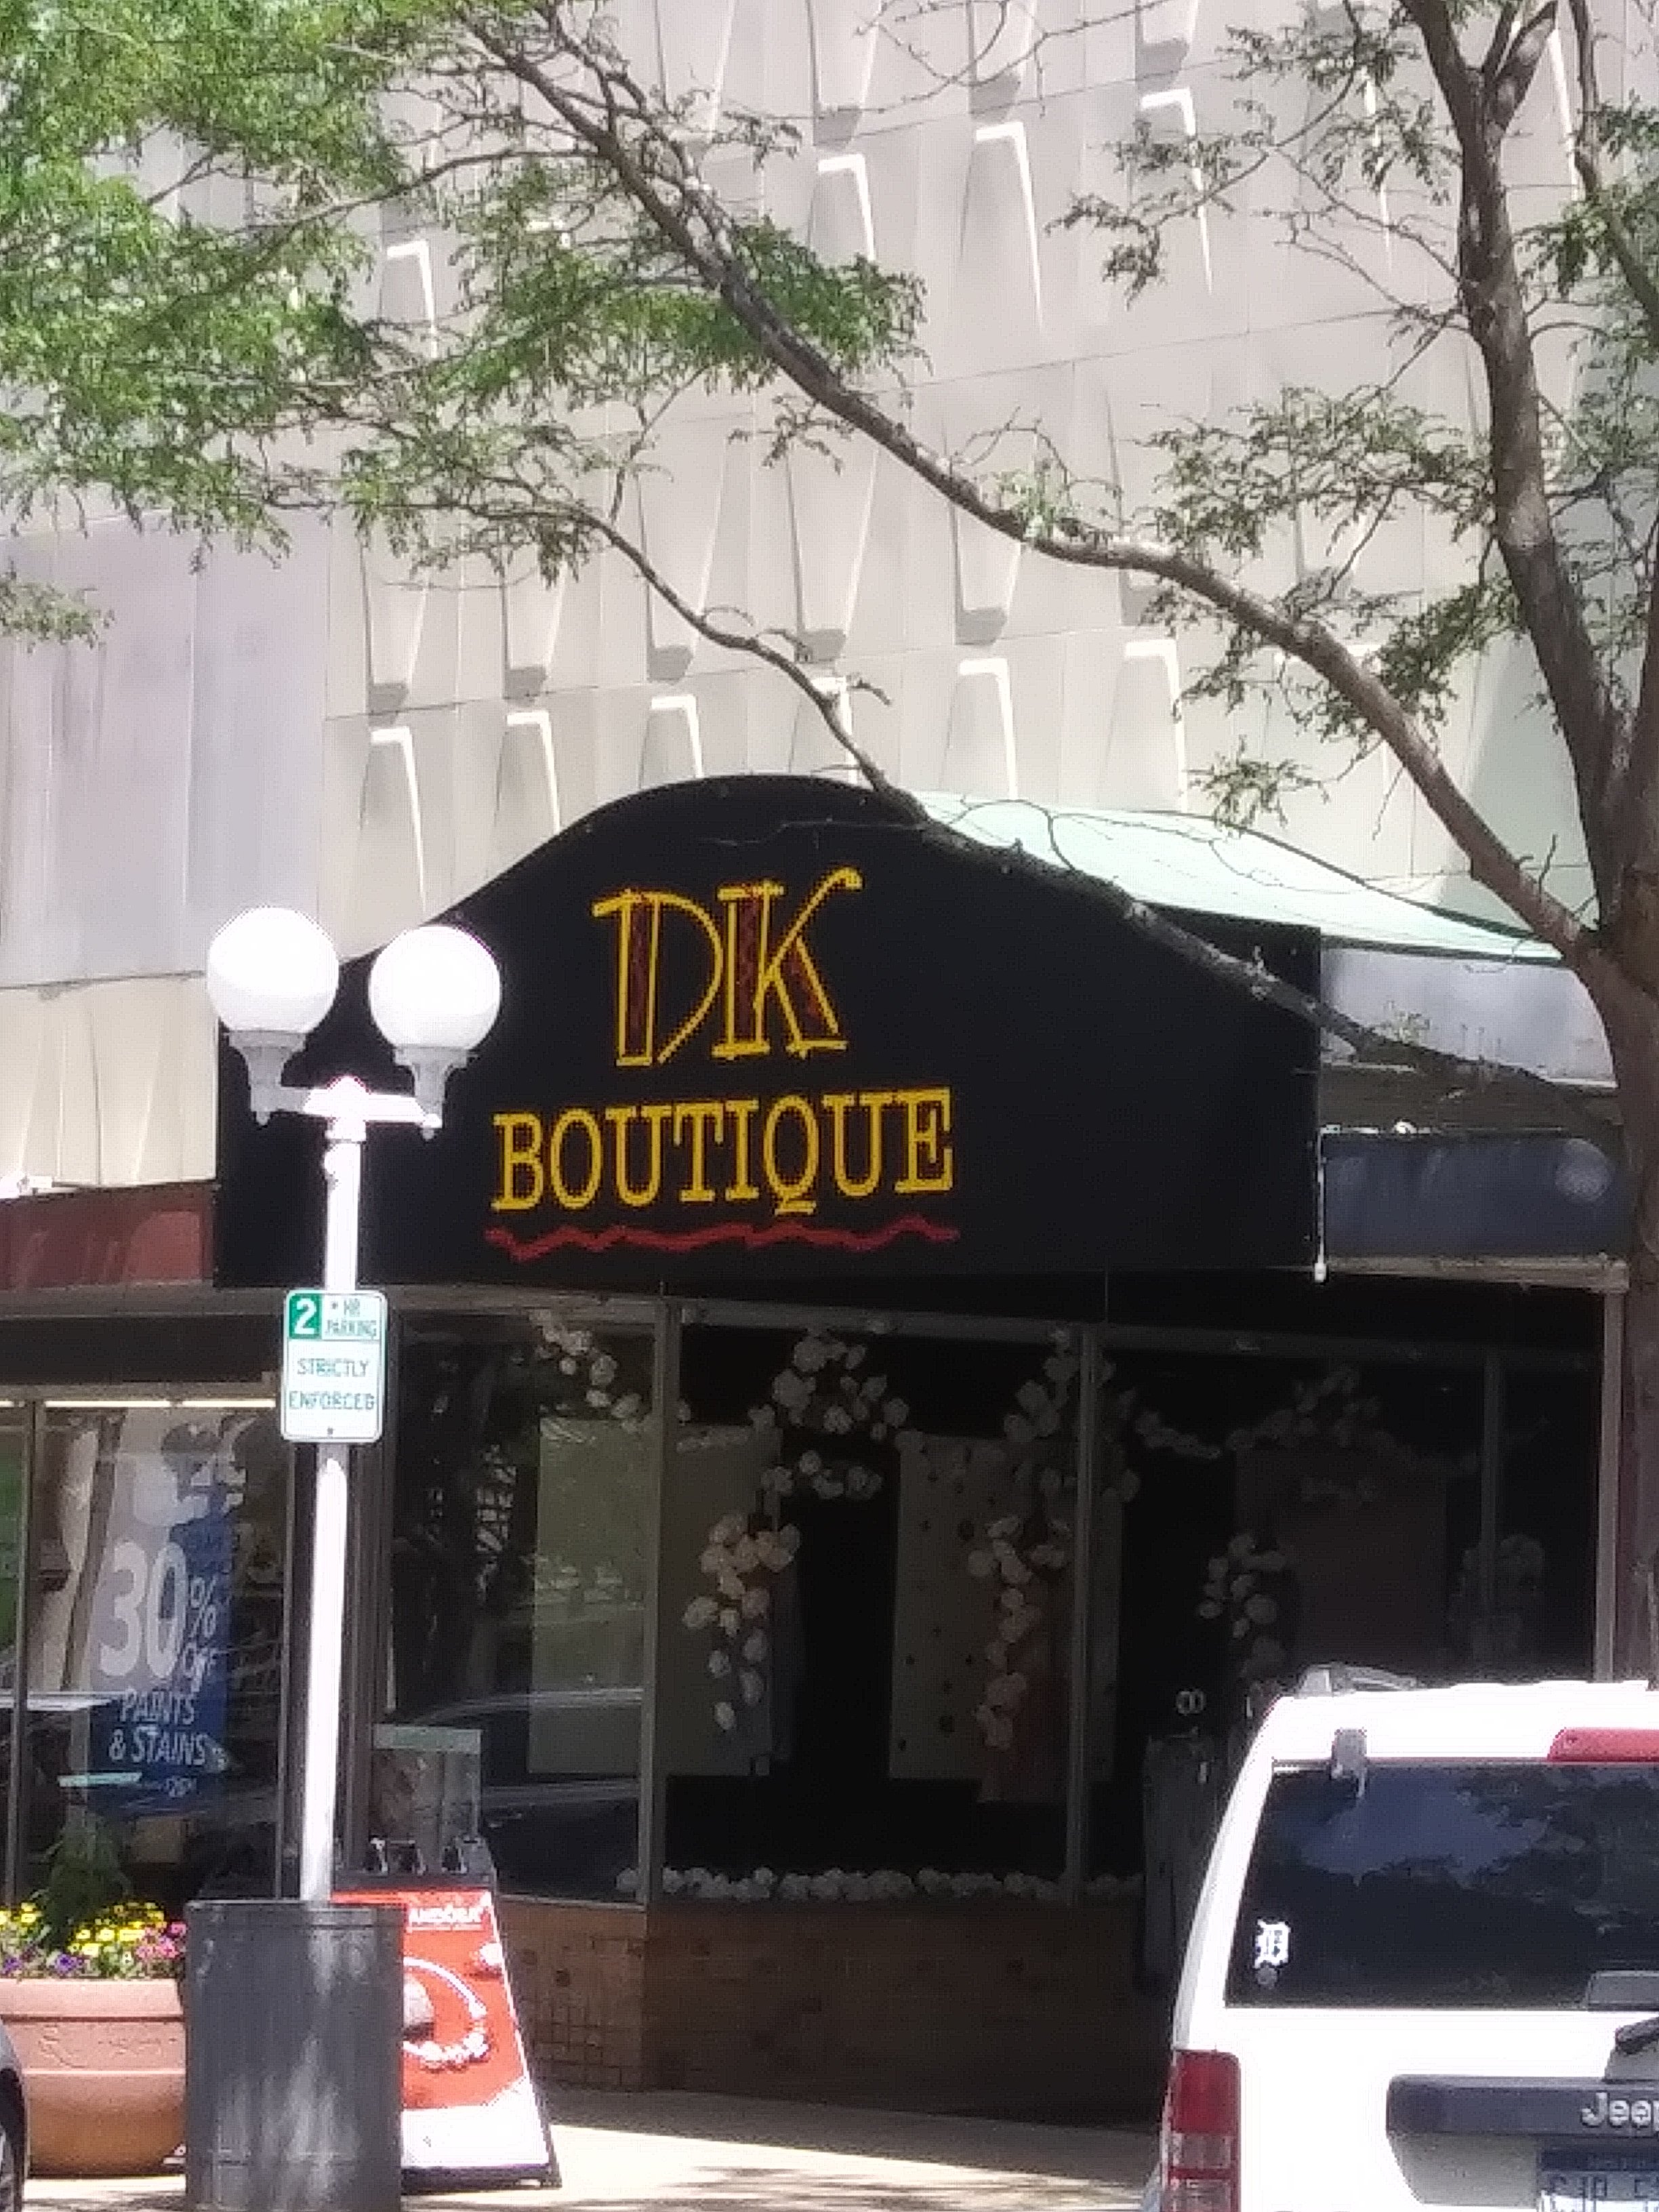 DK
BOUTIQUE
2 HR
PARKING
STRICTLY
ENFORCED
30%
OFF
PAINTS
& STAINS
D
Jeep